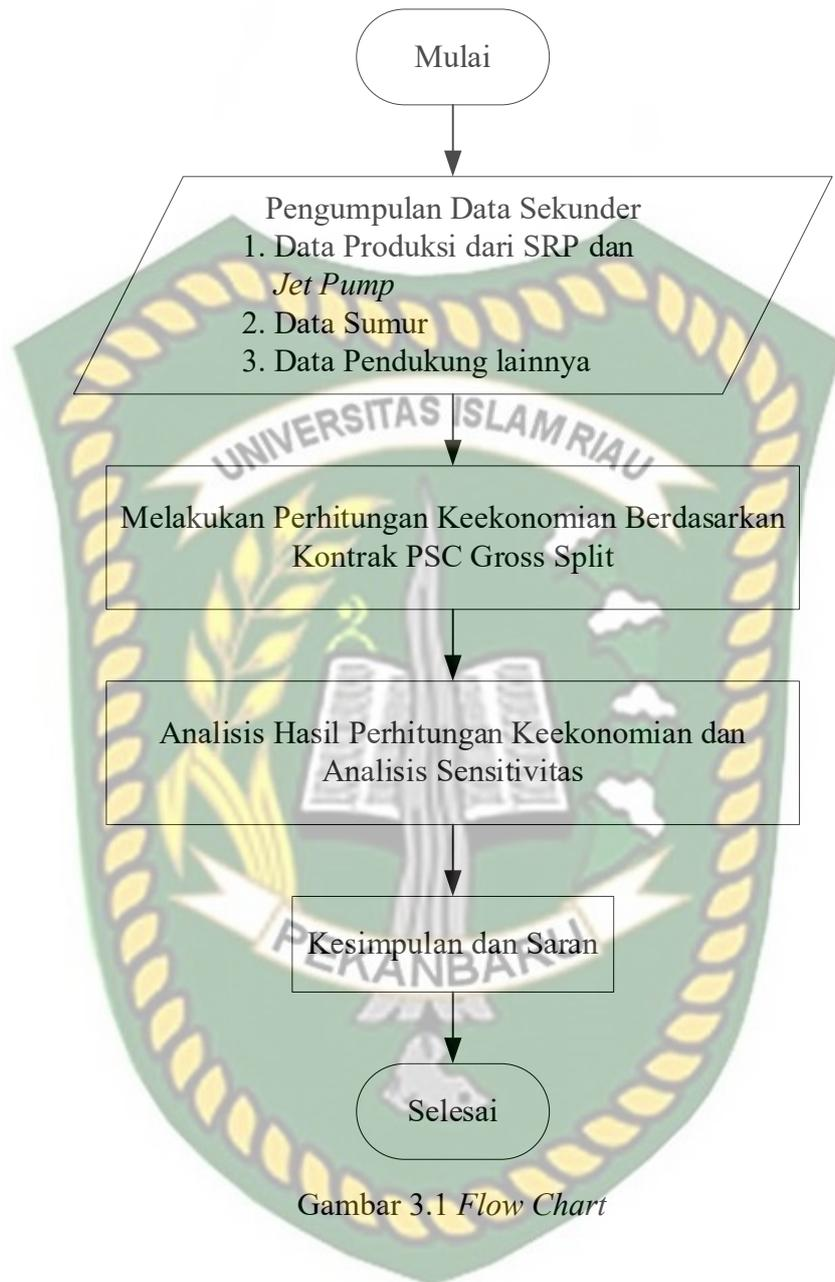 Mulai
Pengumpulan Data Sekunder
1. Data Produksi dari SRP dan
Jet Pump
2. Data Sumur
3. Data Pendukung lainnya
UNIVERSITAS ISLAM RIAU
Melakukan Perhitungan Keekonomian Berdasarkan
Kontrak PSC Gross Split
Analisis Hasil Perhitungan Keekonomian dan
Analisis Sensitivitas
Kesimpulan dan Saran
PEKANBARU
Selesai
Gambar 3.1 Flow Chart